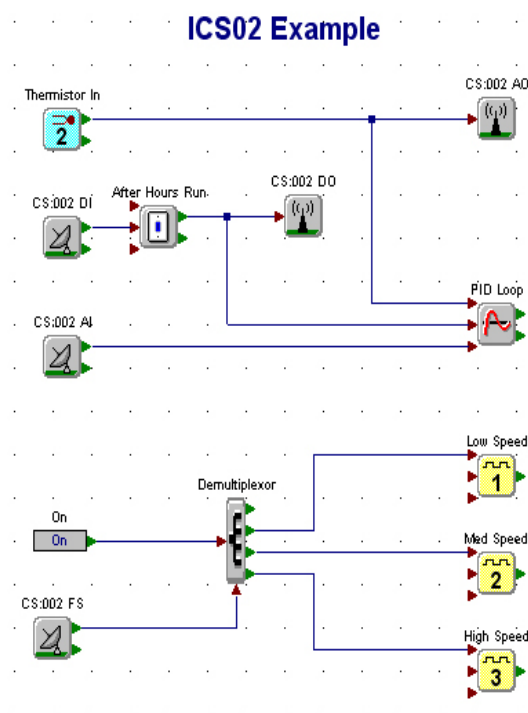 ICS02 Example
CS:002 AO
Thermistor In
2
CS:002 DO
After Hours Run
CS:002 DI
PID Loop
CS:002 AI
Low Speed
1
Demultiplexor
On
On
Med Speed
2
CS:002 FS
High Speed
3